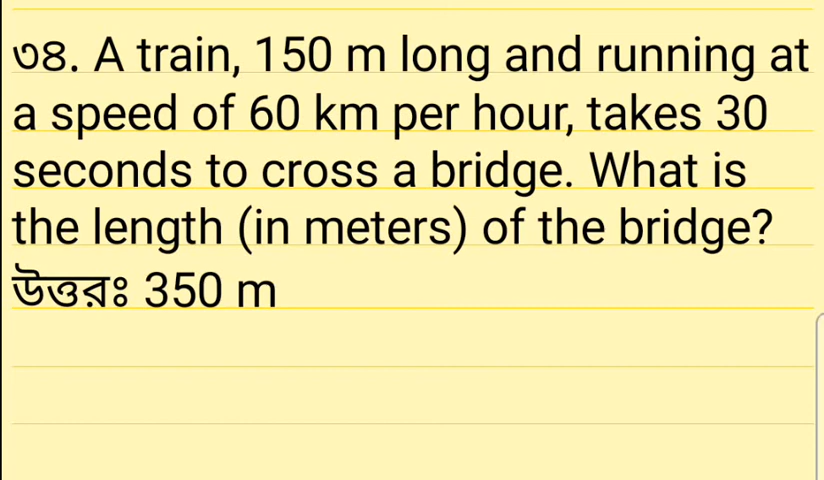 ৩৪. A train, 150 m long and running at
a speed of 60 km per hour, takes 30
seconds to cross a bridge. What is
the length (in meters) of the bridge?
উত্তরঃ 350 m